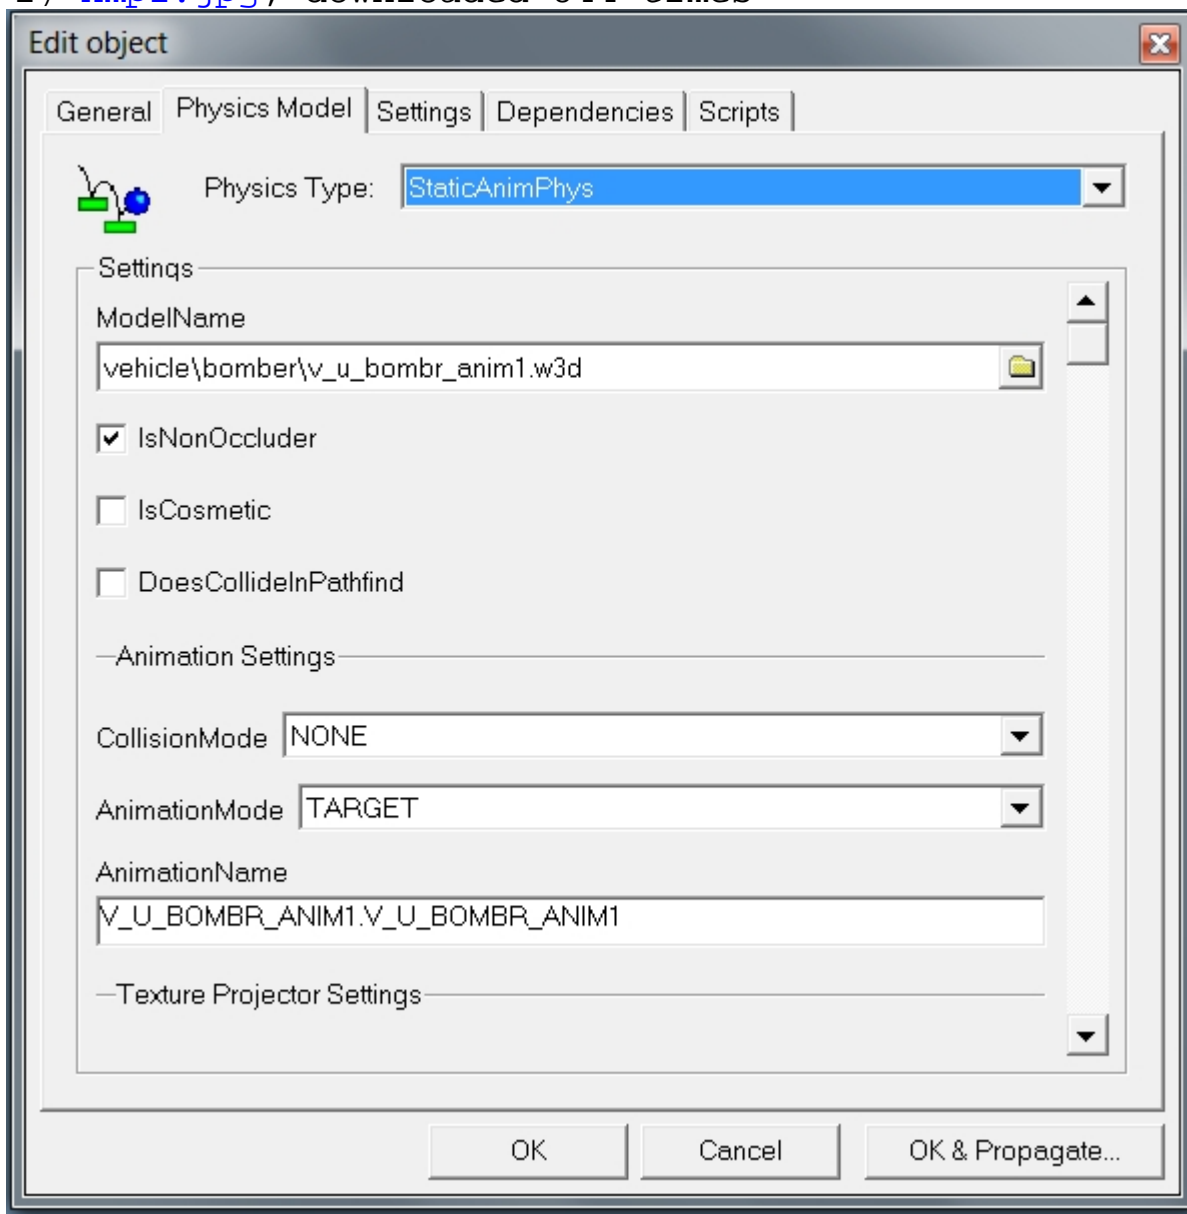 Edit object
General Physics Model Settings Dependencies Scripts
Physics Type: StaticAnimPhys
Settings
ModelName
vehicle\bomber\v_u_bombr_anim1.w3d
IsNonOccluder
IsCosmetic
DoesCollideInPathfind
Animation Settings
CollisionMode NONE
AnimationMode TARGET
AnimationName
V_U_BOMBR_ANIM1.V_U_BOMBR_ANIM1
Texture Projector Settings
OK Cancel OK & Propagate...